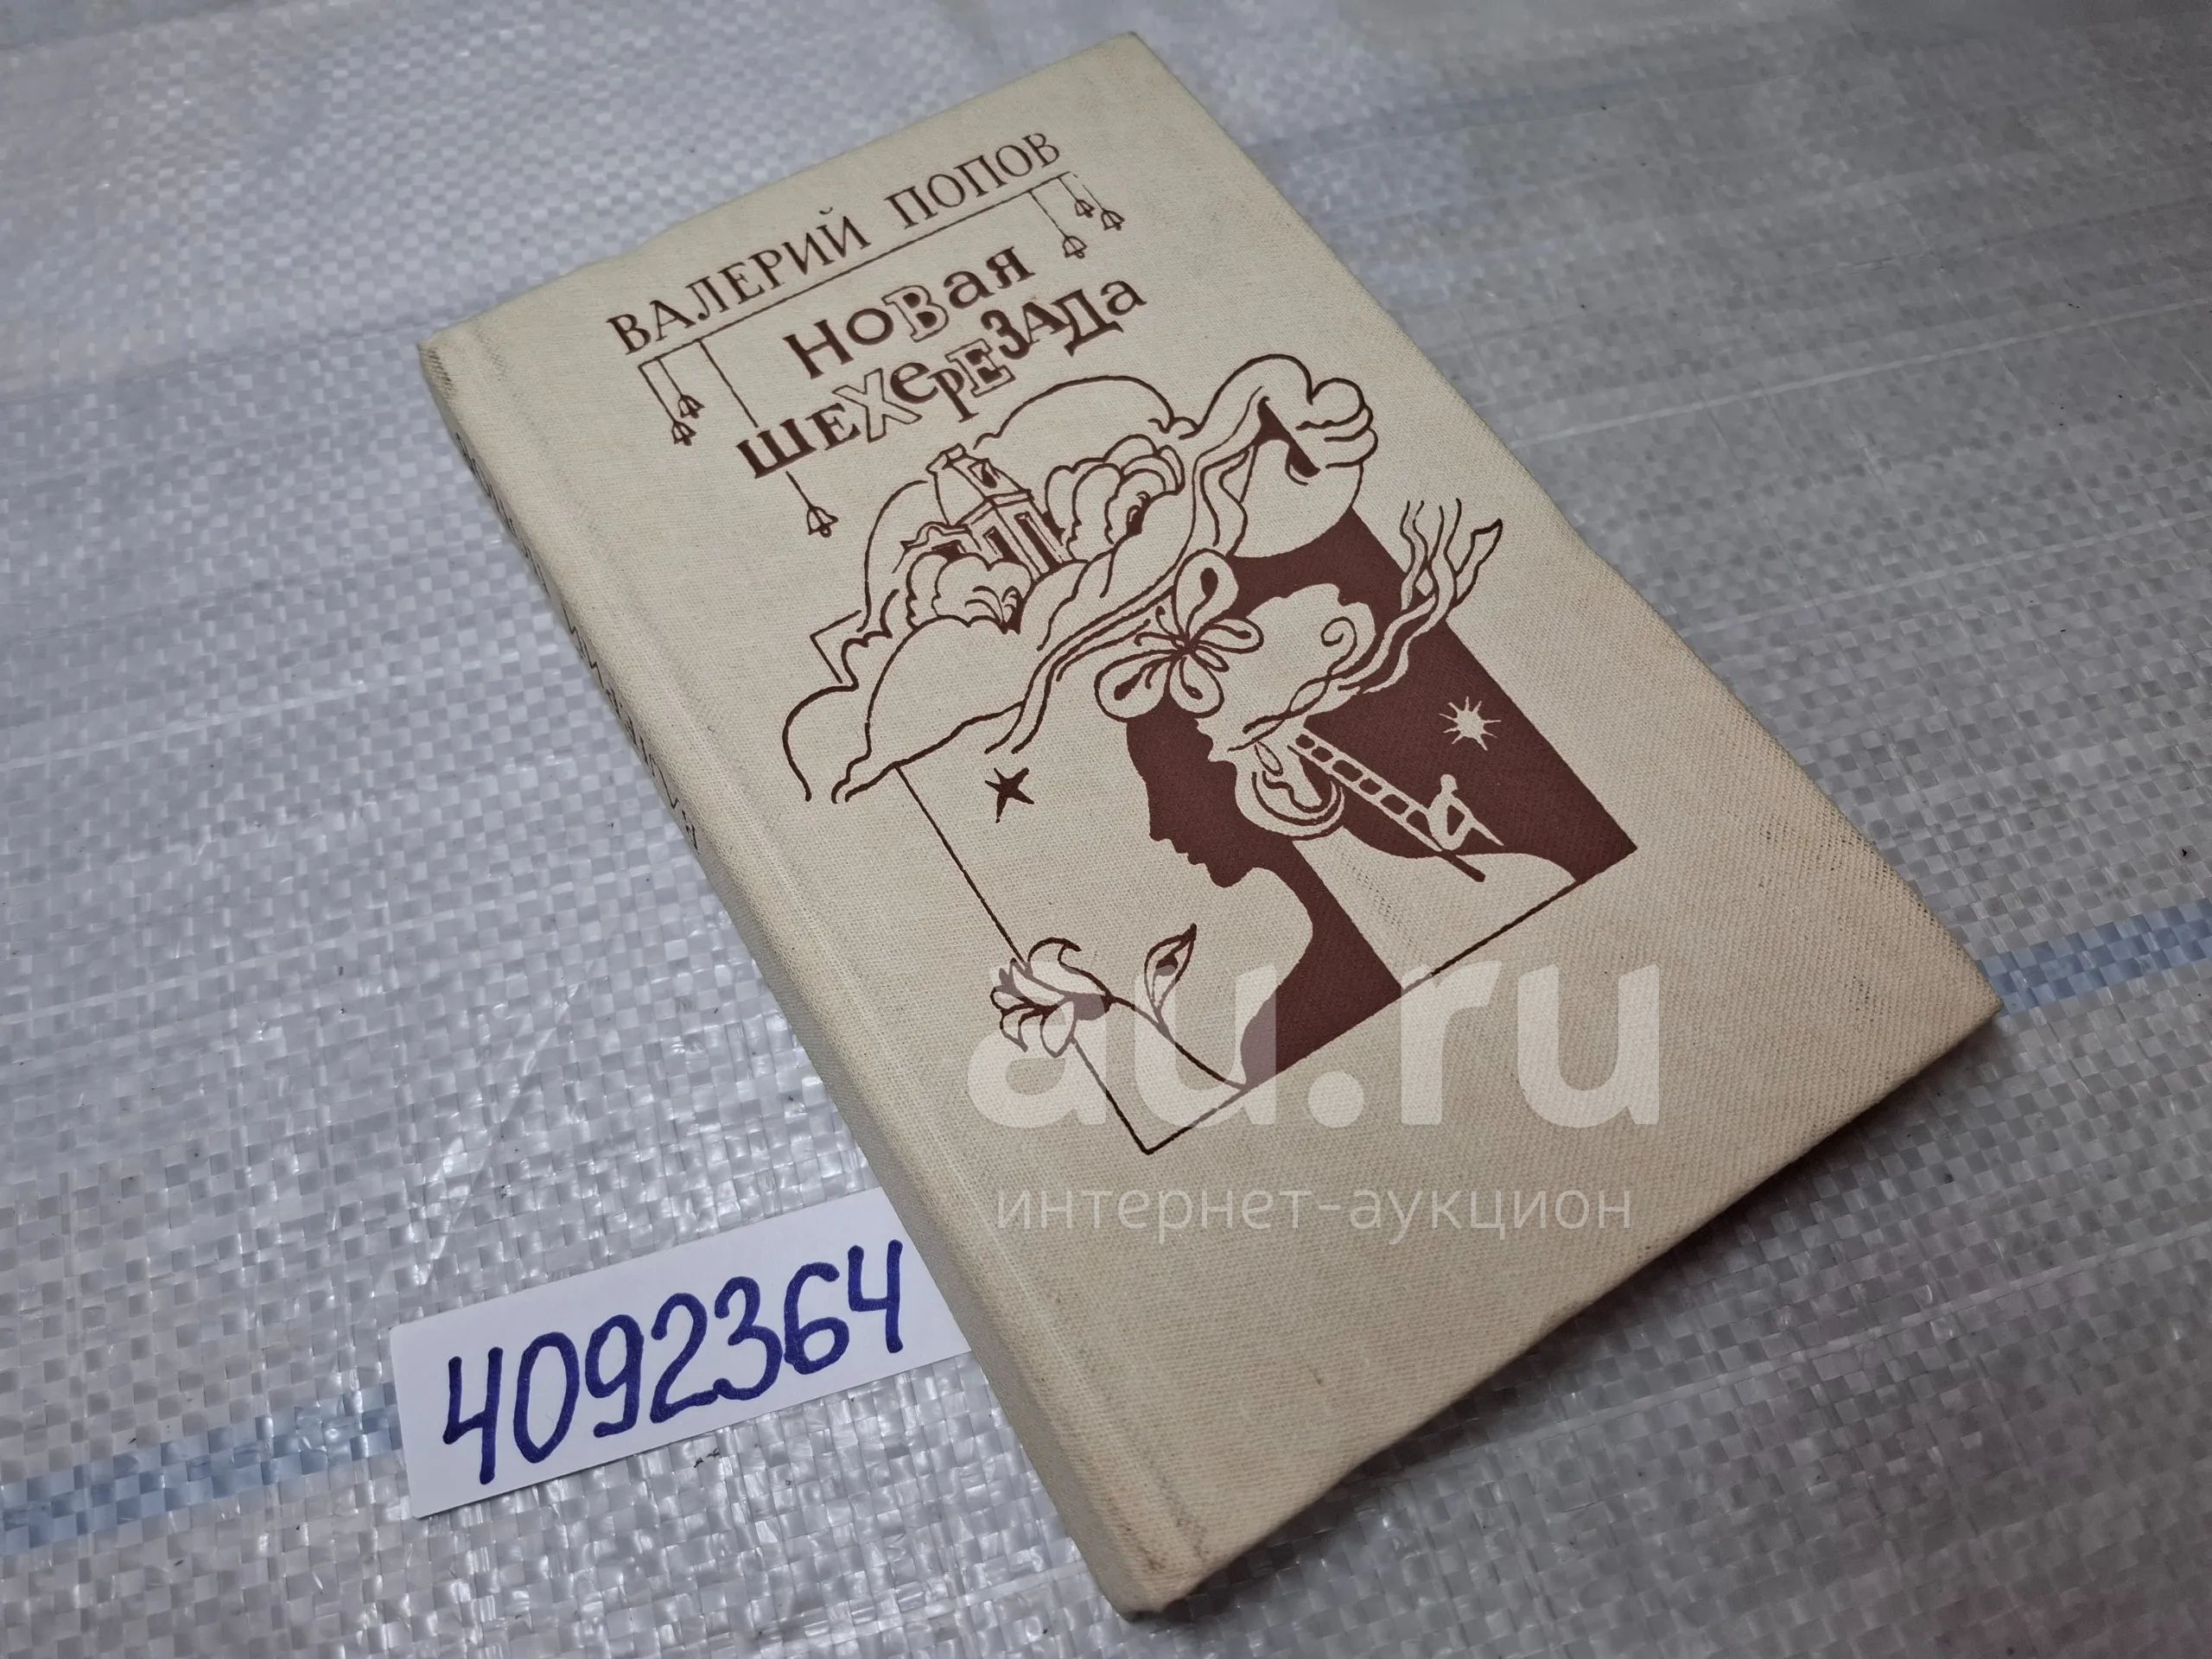 ВАЛЕРИЙ ПОПОВ
НОВАЯ
ШЕХЕРЕЗАДА
au.ru
интернет-аукцион
4092364